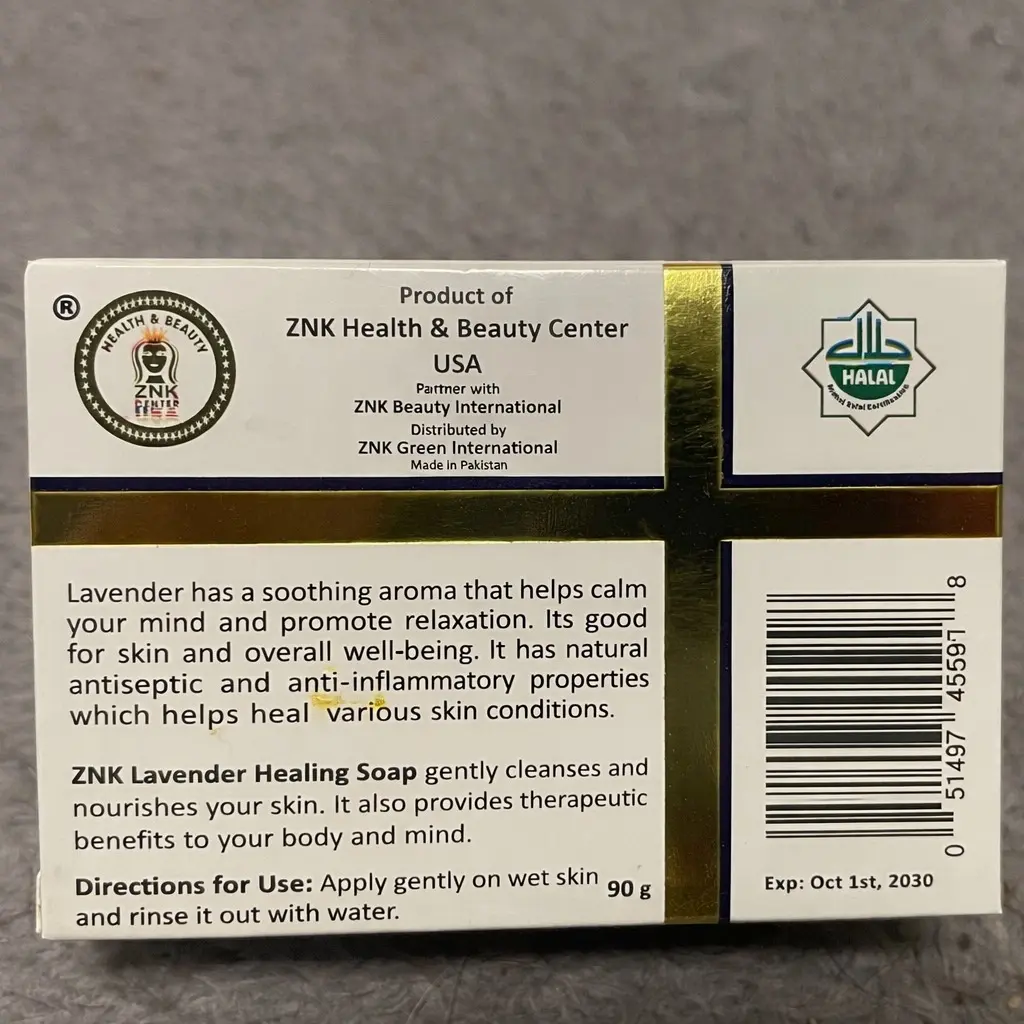 ®
HEALTH & BEAUTY
ZNK
CENTER
USA
Product of
ZNK Health & Beauty Center
USA
Partner with
ZNK Beauty International
Distributed by
ZNK Green International
Made in Pakistan
حلال
HALAL
Lavender has a soothing aroma that helps calm
your mind and promote relaxation. Its good
for skin and overall well-being. It has natural
antiseptic and anti-inflammatory properties
which helps heal various skin conditions.
ZNK Lavender Healing Soap gently cleanses and
nourishes your skin. It also provides therapeutic
benefits to your body and mind.
Directions for Use: Apply gently on wet skin
and rinse it out with water.
90 g
0 51497 45597 8
Exp: Oct 1st, 2030